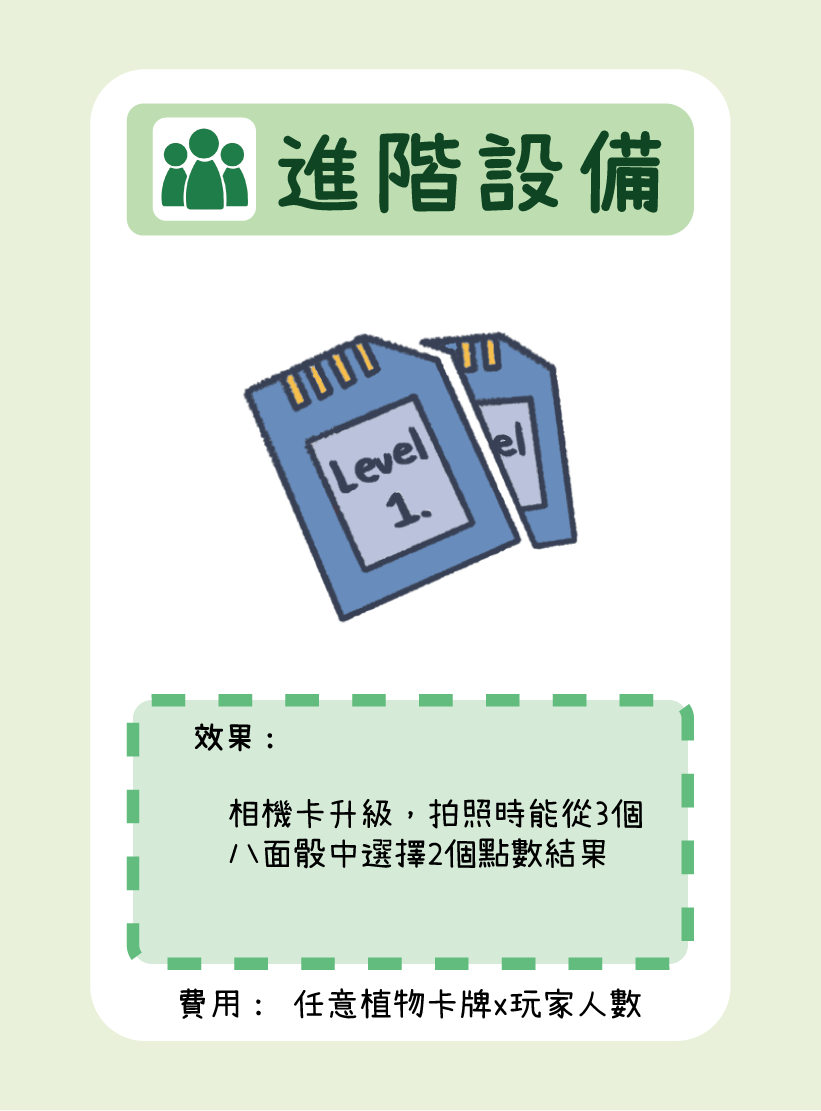 進階設備
Level
1.
el
效果：
相機卡升級，拍照時能從3個
八面骰中選擇2個點數結果
費用： 任意植物卡牌x玩家人數